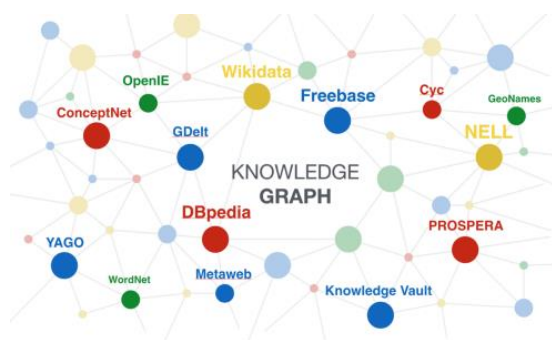 Wikidata
OpenIE
Freebase
Cyc
GeoNames
ConceptNet
GDelt
NELL
KNOWLEDGE
GRAPH
DBpedia
PROSPERA
YAGO
WordNet
Metaweb
Knowledge Vault